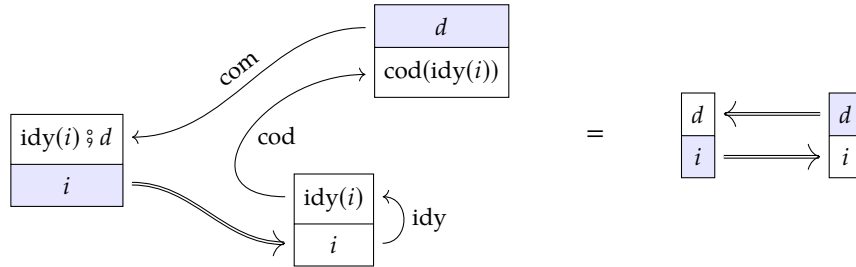 d
com
cod(idy(i))
idy(i) ⨟ d
cod
i
idy(i)
idy
i
=
d
d
i
i